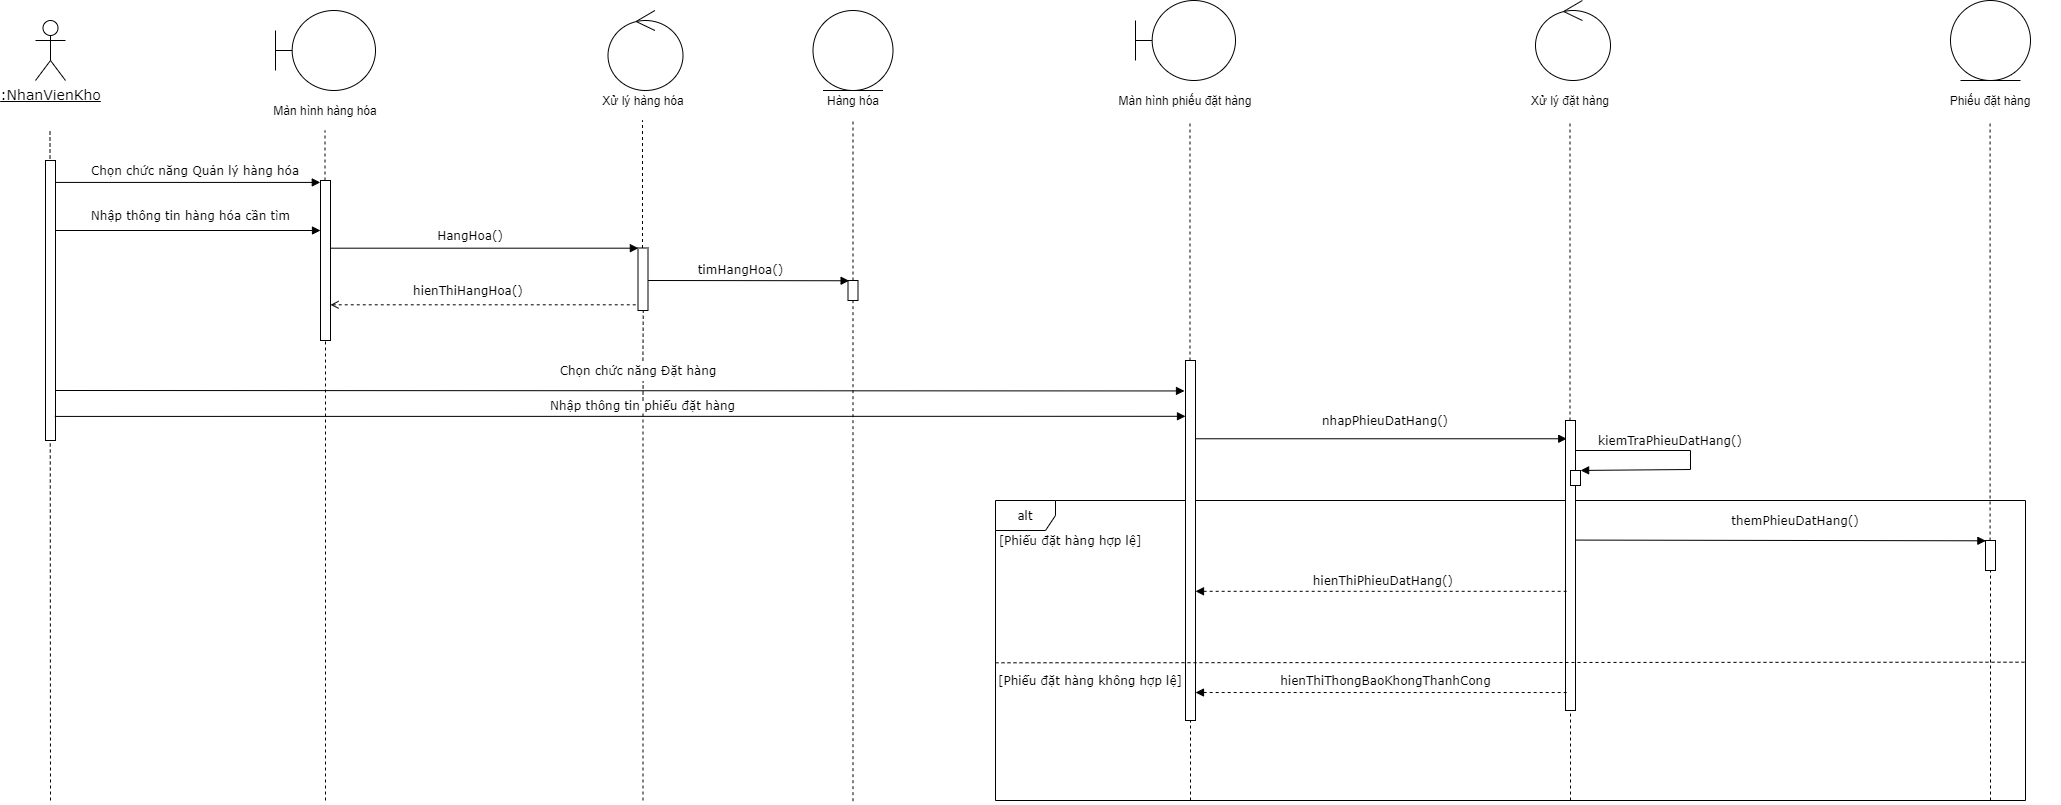 :NhanVienKho
Màn hình hàng hóa
Xử lý hàng hóa
Hàng hóa
Màn hình phiếu đặt hàng
Xử lý đặt hàng
Phiếu đặt hàng
Chọn chức năng Quản lý hàng hóa
Nhập thông tin hàng hóa cần tìm
HangHoa()
timHangHoa()
hienThiHangHoa()
Chọn chức năng Đặt hàng
Nhập thông tin phiếu đặt hàng
nhapPhieuDatHang()
kiemTraPhieuDatHang()
alt
themPhieuDatHang()
[Phiếu đặt hàng hợp lệ]
hienThiPhieuDatHang()
[Phiếu đặt hàng không hợp lệ]
hienThiThongBaoKhongThanhCong